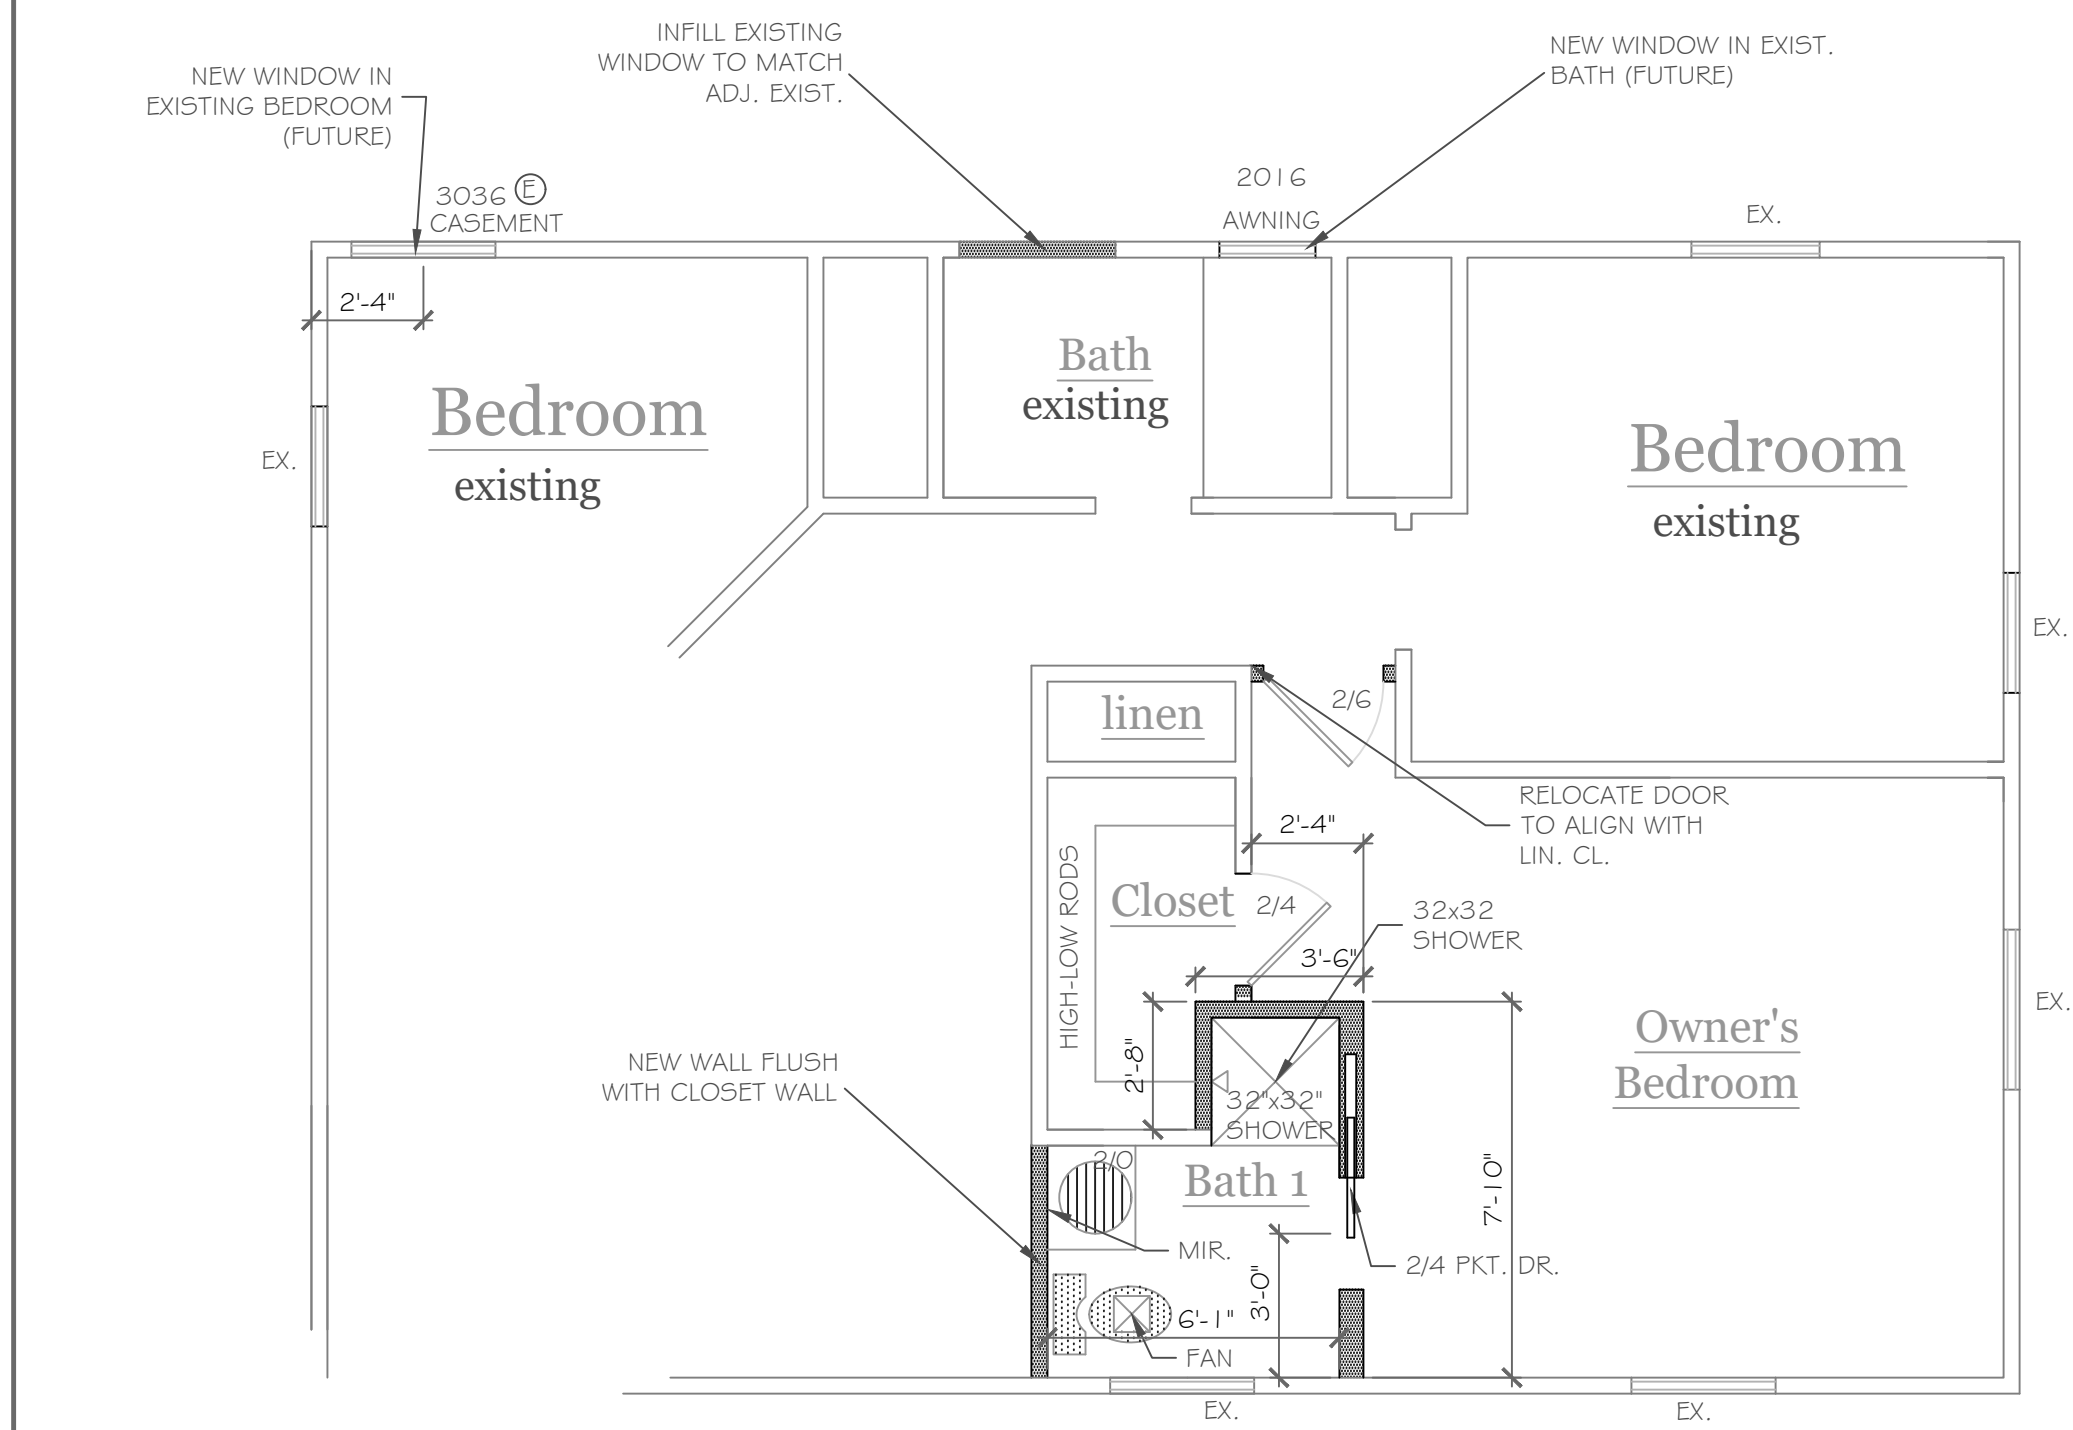 INFILL EXISTING
WINDOW TO MATCH
ADJ. EXIST.
NEW WINDOW IN EXIST.
BATH (FUTURE)
NEW WINDOW IN
EXISTING BEDROOM
(FUTURE)
3036 E
CASEMENT
2016
AWNING
EX.
2'-4"
Bath
existing
Bedroom
existing
Bedroom
existing
EX.
EX.
linen
2/6
RELOCATE DOOR
TO ALIGN WITH
LIN. CL.
2'-4"
HIGH-LOW RODS
Closet
2/4
32x32
SHOWER
3'-6"
EX.
Owner's
Bedroom
NEW WALL FLUSH
WITH CLOSET WALL
2'-8"
32"x32"
SHOWER
2/0
Bath 1
7'-10"
MIR.
2/4 PKT. DR.
3'-0"
6'-1"
FAN
EX.
EX.